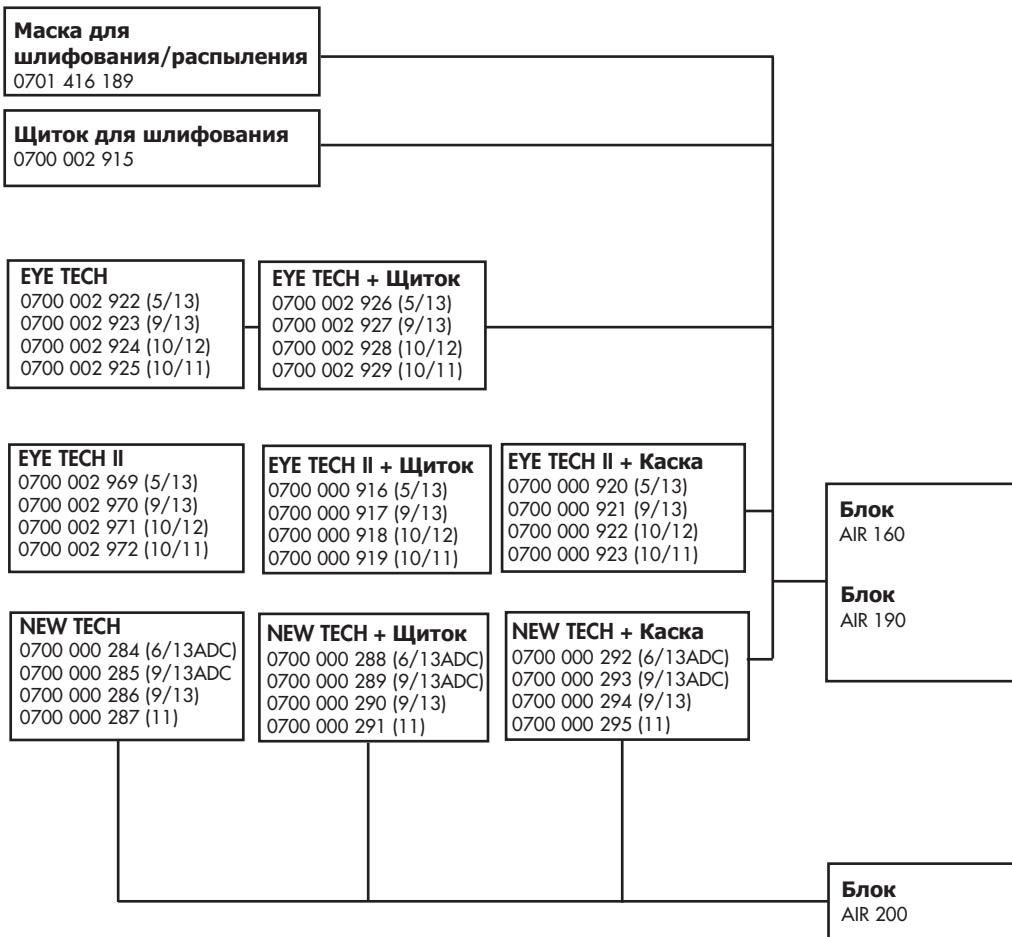 Маска для
шлифования/распыления
0701 416 189
Щиток для шлифования
0700 002 915
EYE TECH
0700 002 922 (5/13)
0700 002 923 (9/13)
0700 002 924 (10/12)
0700 002 925 (10/11)
EYE TECH + Щиток
0700 002 926 (5/13)
0700 002 927 (9/13)
0700 002 928 (10/12)
0700 002 929 (10/11)
EYE TECH II
0700 002 969 (5/13)
0700 002 970 (9/13)
0700 002 971 (10/12)
0700 002 972 (10/11)
EYE TECH II + Щиток
0700 000 916 (5/13)
0700 000 917 (9/13)
0700 000 918 (10/12)
0700 000 919 (10/11)
EYE TECH II + Каска
0700 000 920 (5/13)
0700 000 921 (9/13)
0700 000 922 (10/12)
0700 000 923 (10/11)
Блок
AIR 160
Блок
AIR 190
NEW TECH
0700 000 284 (6/13ADC)
0700 000 285 (9/13ADC
0700 000 286 (9/13)
0700 000 287 (11)
NEW TECH + Щиток
0700 000 288 (6/13ADC)
0700 000 289 (9/13ADC)
0700 000 290 (9/13)
0700 000 291 (11)
NEW TECH + Каска
0700 000 292 (6/13ADC)
0700 000 293 (9/13ADC)
0700 000 294 (9/13)
0700 000 295 (11)
Блок
AIR 200